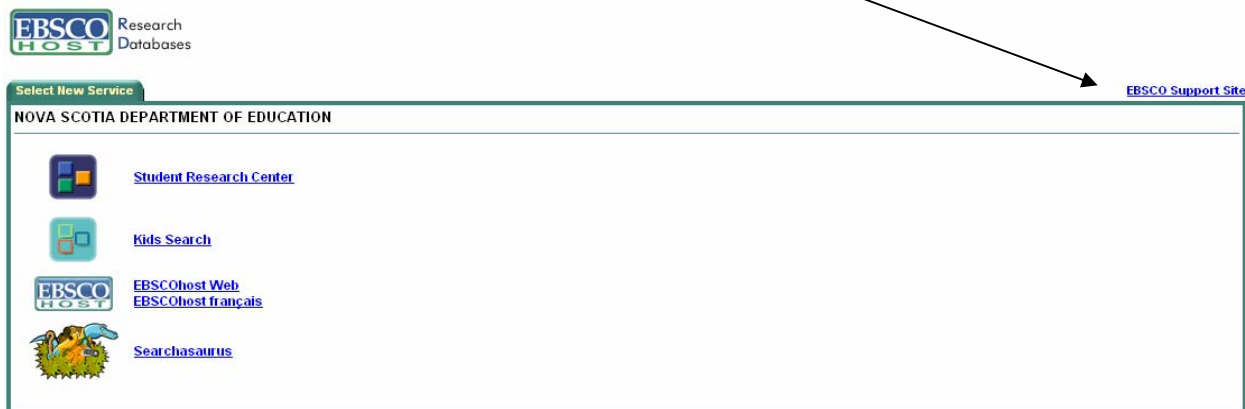 EBSCO Research
HOST Databases
Select New Service
EBSCO Support Site
NOVA SCOTIA DEPARTMENT OF EDUCATION
Student Research Center
Kids Search
EBSCO
HOST
EBSCOhost Web
EBSCOhost français
Searchasaurus